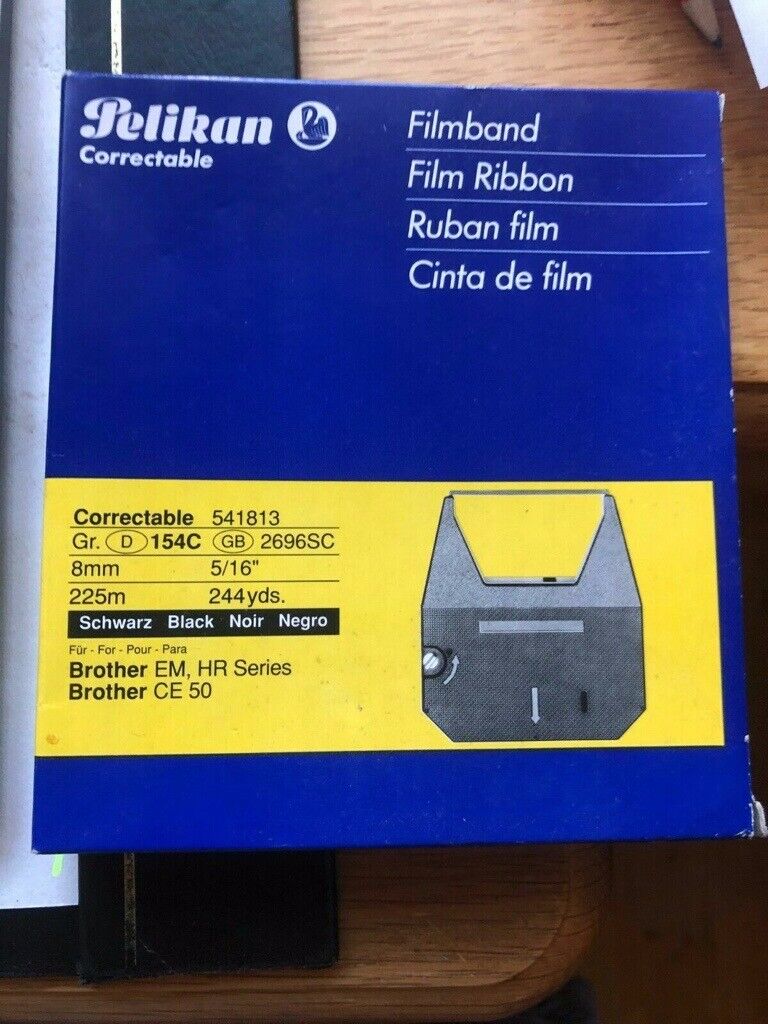 Pelikan
Correctable
Filmband
Film Ribbon
Ruban film
Cinta de film
Correctable 541813
Gr. D 154C GB 2696SC
8mm 5/16"
225m 244yds.
Schwarz Black Noir Negro
Für - For - Pour - Para
Brother EM, HR Series
Brother CE 50